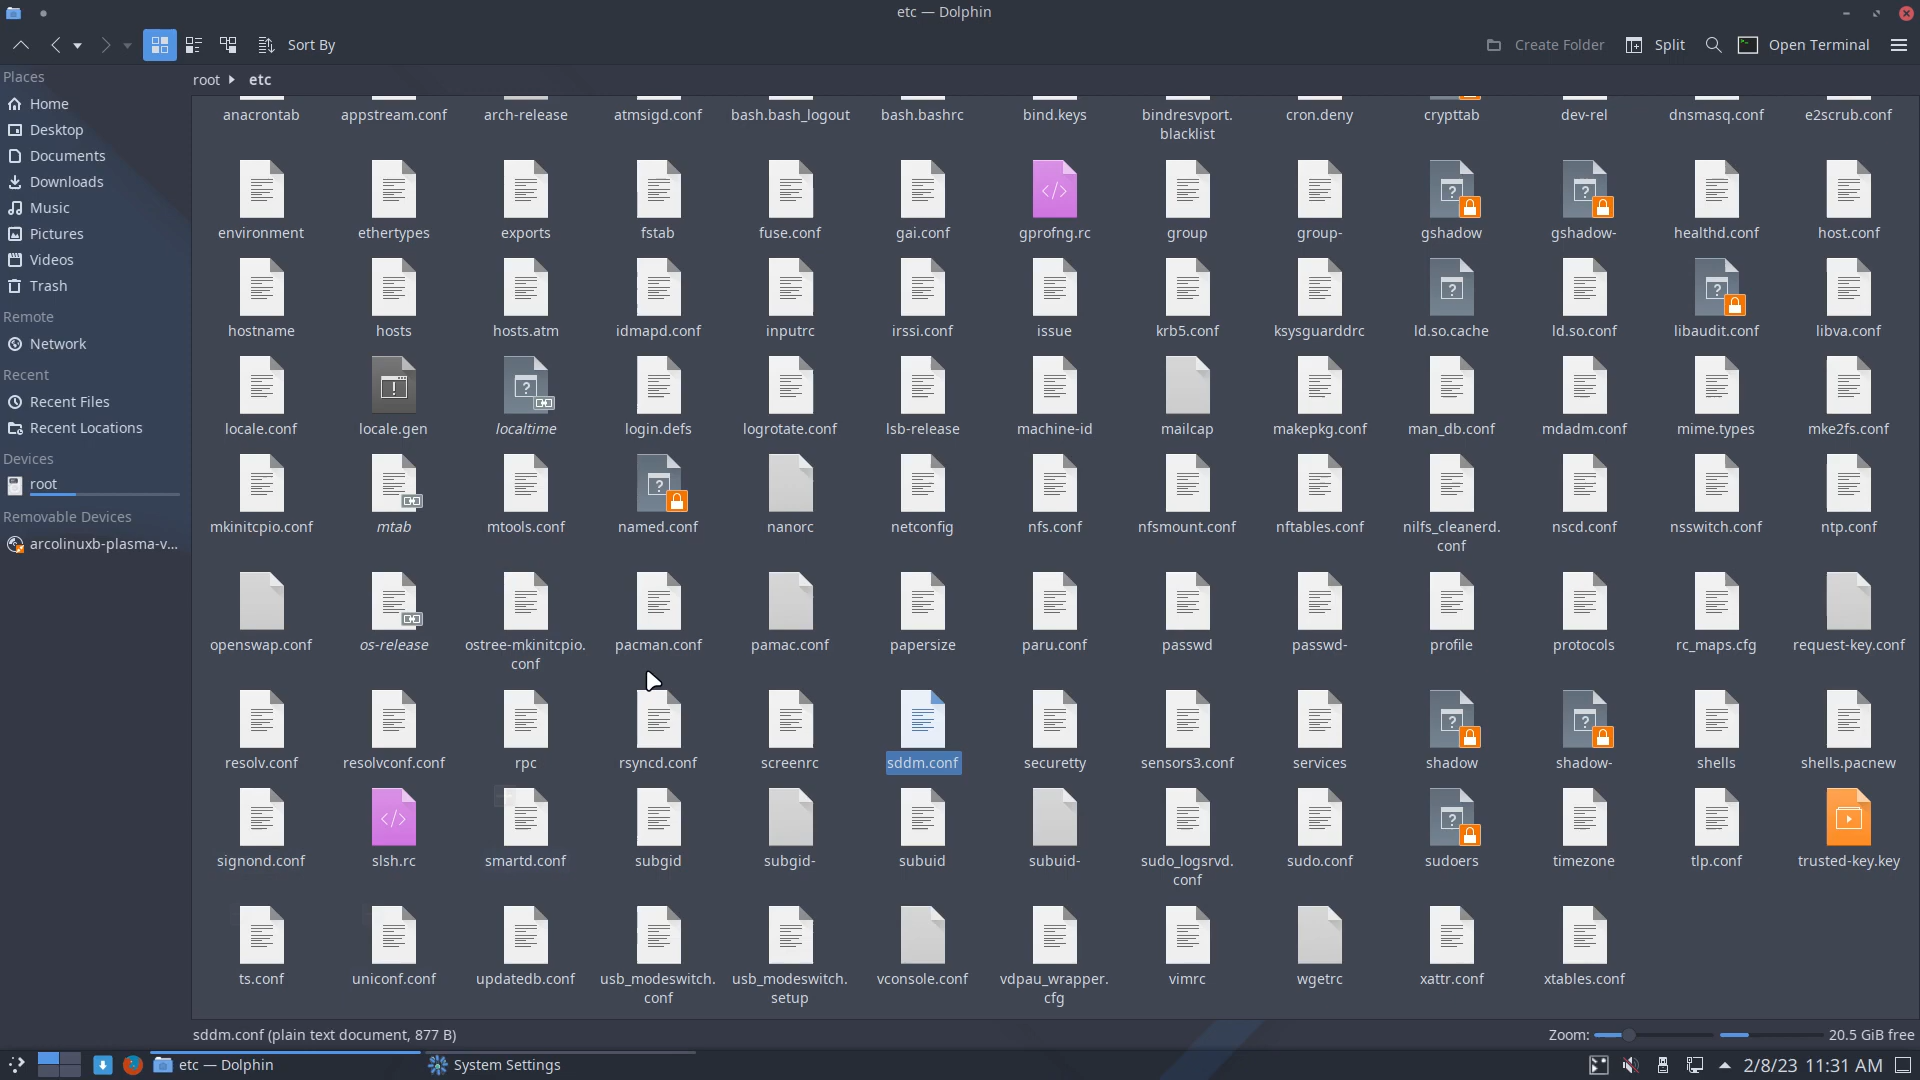 etc — Dolphin
Sort By
Create Folder
Split
Open Terminal
Places
Home
Desktop
Documents
Downloads
Music
Pictures
Videos
Trash
Remote
Network
Recent
Recent Files
Recent Locations
Devices
root
Removable Devices
arcolinuxb-plasma-v...
root
etc
anacrontab
appstream.conf
arch-release
atmsigd.conf
bash.bash_logout
bash.bashrc
bind.keys
bindresvport.
blacklist
cron.deny
crypttab
dev-rel
dnsmasq.conf
e2scrub.conf
environment
ethertypes
exports
fstab
fuse.conf
gai.conf
gprofng.rc
group
group-
gshadow
gshadow-
healthd.conf
host.conf
hostname
hosts
hosts.atm
idmapd.conf
inputrc
irssi.conf
issue
krb5.conf
ksysguarddrc
ld.so.cache
ld.so.conf
libaudit.conf
libva.conf
locale.conf
locale.gen
localtime
login.defs
logrotate.conf
lsb-release
machine-id
mailcap
makepkg.conf
man_db.conf
mdadm.conf
mime.types
mke2fs.conf
mkinitcpio.conf
mtab
mtools.conf
named.conf
nanorc
netconfig
nfs.conf
nfsmount.conf
nftables.conf
nilfs_cleanerd.
conf
nscd.conf
nsswitch.conf
ntp.conf
openswap.conf
os-release
ostree-mkinitcpio.
conf
pacman.conf
pamac.conf
papersize
paru.conf
passwd
passwd-
profile
protocols
rc_maps.cfg
request-key.conf
resolv.conf
resolvconf.conf
rpc
rsyncd.conf
screenrc
sddm.conf
securetty
sensors3.conf
services
shadow
shadow-
shells
shells.pacnew
signond.conf
slsh.rc
smartd.conf
subgid
subgid-
subuid
subuid-
sudo_logsrvd.
conf
sudo.conf
sudoers
timezone
tlp.conf
trusted-key.key
ts.conf
uniconf.conf
updatedb.conf
usb_modeswitch.
conf
usb_modeswitch.
setup
vconsole.conf
vdpau_wrapper.
cfg
vimrc
wgetrc
xattr.conf
xtables.conf
sddm.conf (plain text document, 877 B)
Zoom:
20.5 GiB free
etc — Dolphin
System Settings
2/8/23 11:31 AM